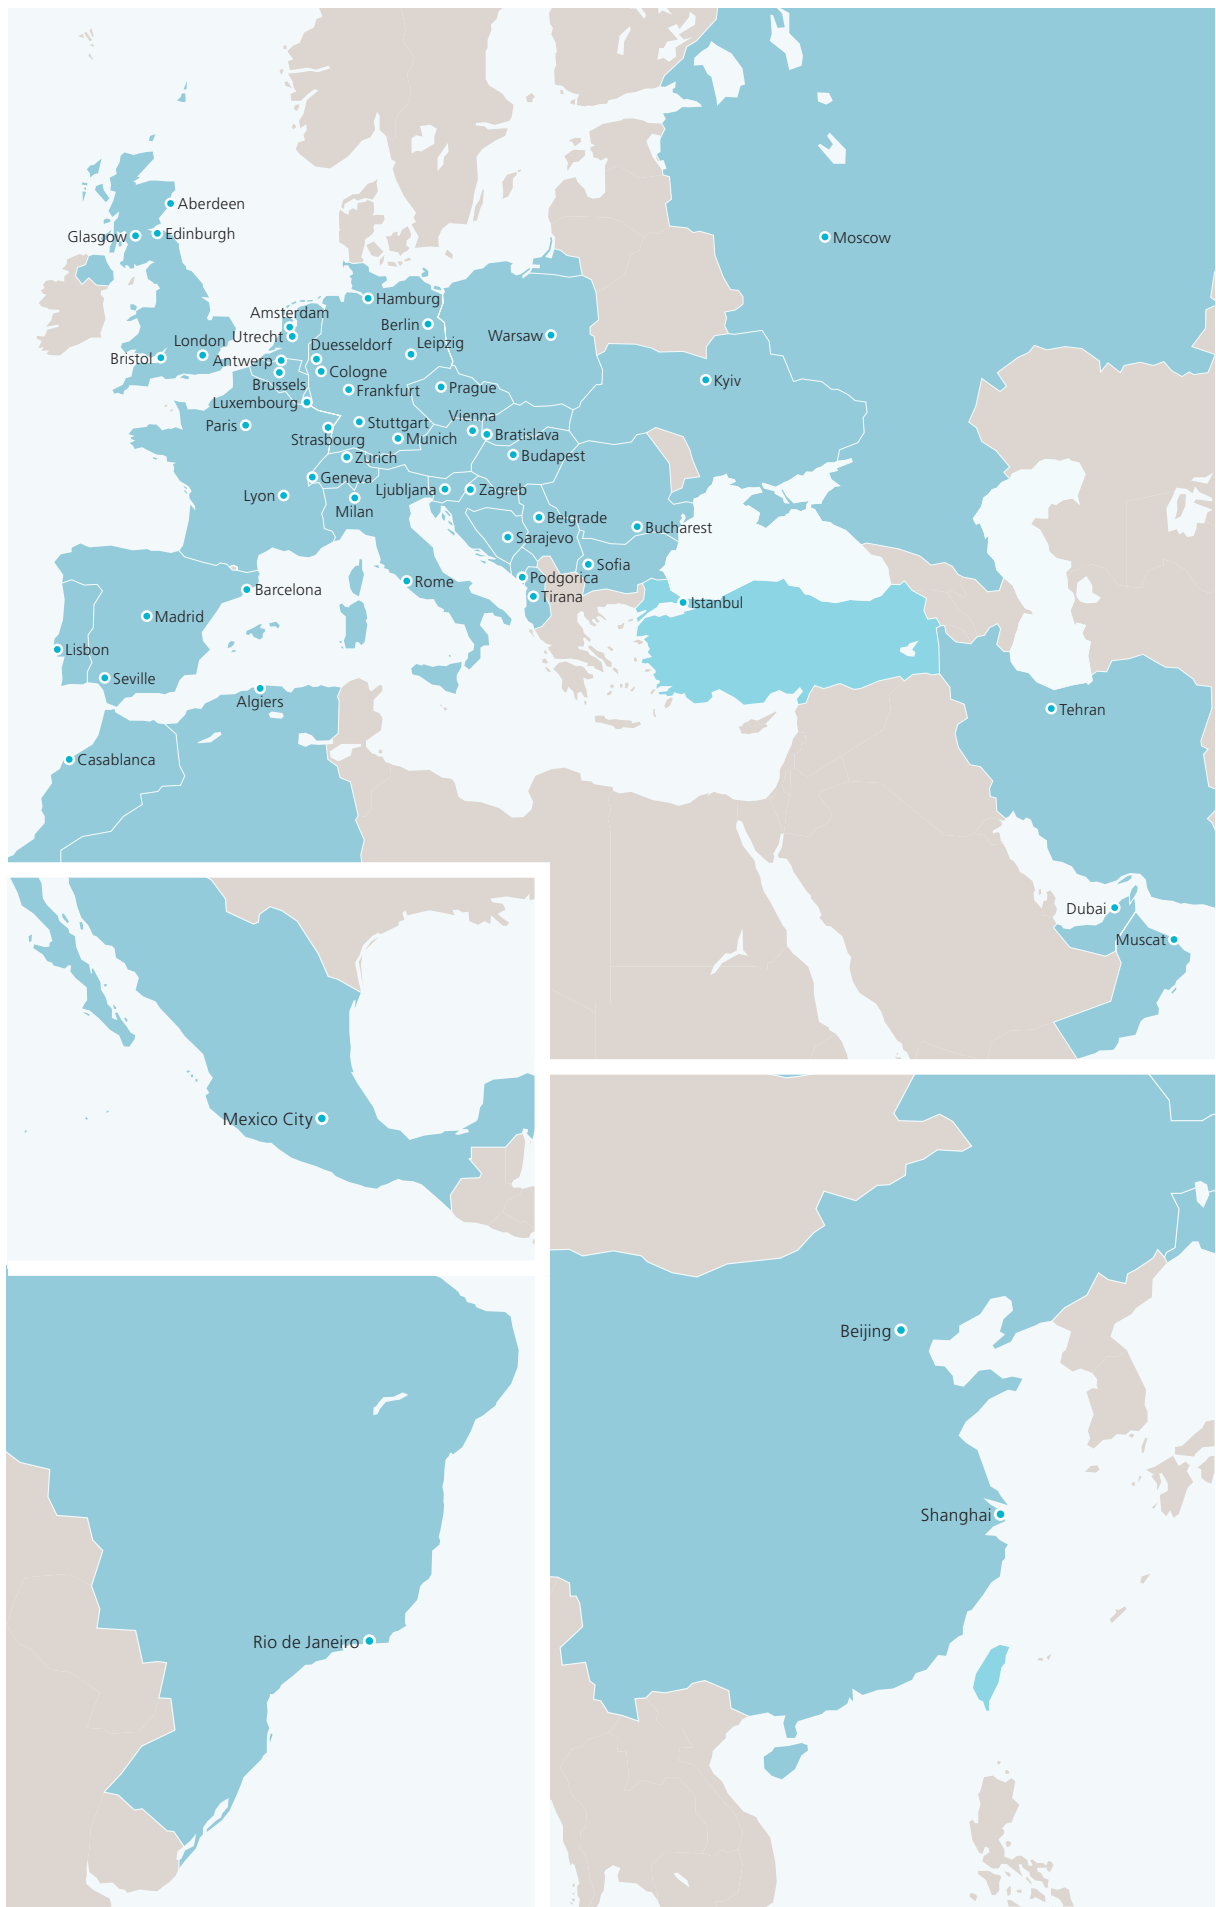 Aberdeen
Glasgow
Edinburgh
Moscow
Hamburg
Amsterdam
Berlin
Utrecht
Warsaw
London
Duesseldorf
Leipzig
Bristol
Antwerp
Cologne
Kyiv
Brussels
Frankfurt
Prague
Luxembourg
Vienna
Paris
Stuttgart
Strasbourg
Munich
Bratislava
Zurich
Budapest
Geneva
Lyon
Ljubljana
Zagreb
Milan
Belgrade
Bucharest
Sarajevo
Sofia
Podgorica
Rome
Barcelona
Tirana
Istanbul
Madrid
Lisbon
Seville
Algiers
Tehran
Casablanca
Dubai
Muscat
Mexico City
Beijing
Shanghai
Rio de Janeiro